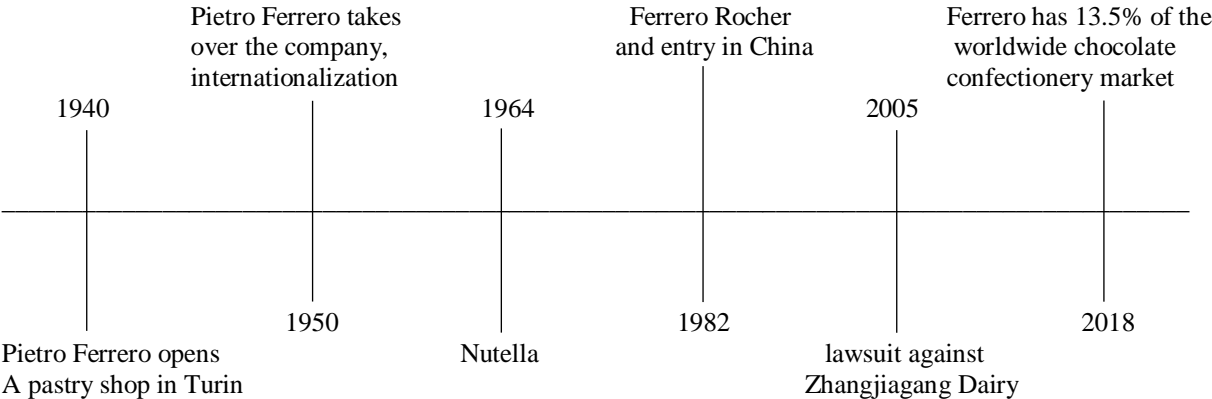 Pietro Ferrero takes
over the company,
internationalization
Ferrero Rocher
and entry in China
Ferrero has 13.5% of the
worldwide chocolate
confectionery market
1940
1964
2005
1950
1982
2018
Pietro Ferrero opens
A pastry shop in Turin
Nutella
lawsuit against
Zhangjiagang Dairy